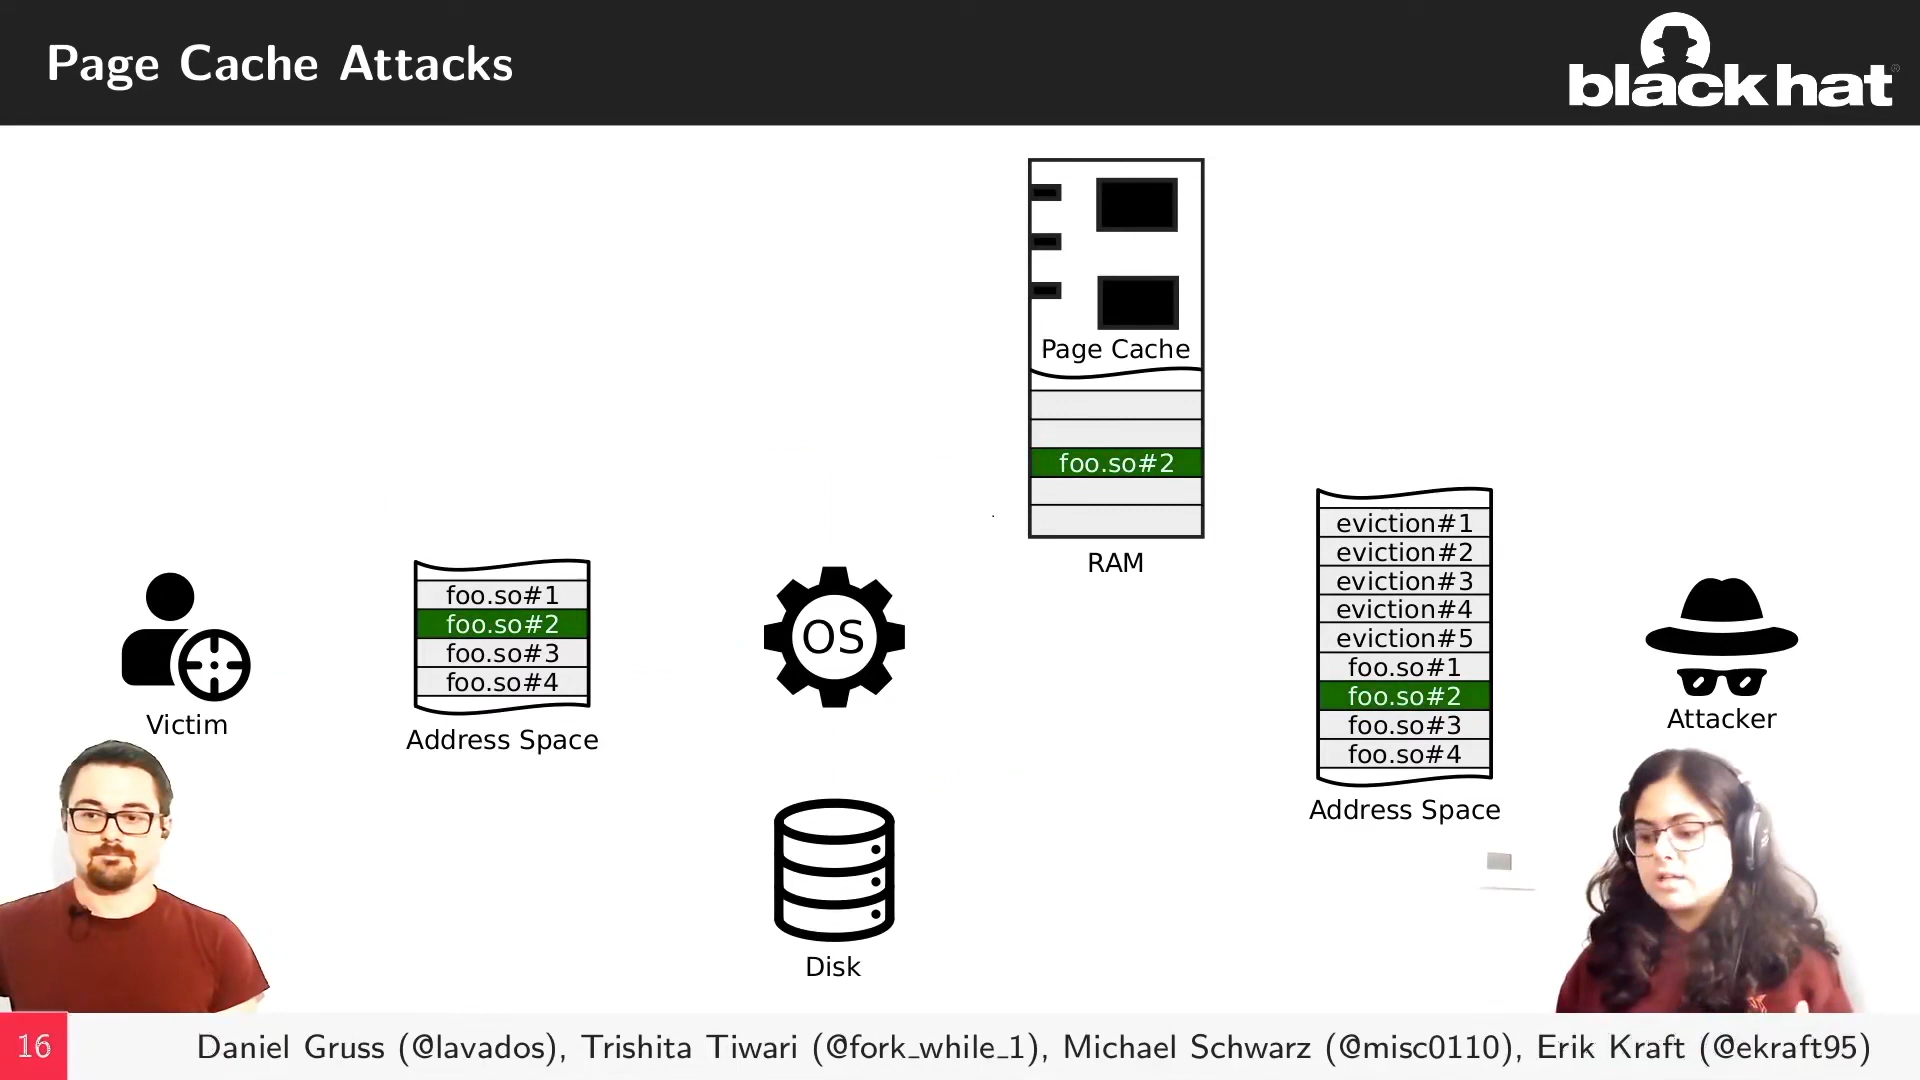 Page Cache Attacks
black hat®
Page Cache
foo.so#2
RAM
eviction#1
eviction#2
eviction#3
eviction#4
eviction#5
foo.so#1
foo.so#2
foo.so#3
foo.so#4
Address Space
foo.so#1
foo.so#2
foo.so#3
foo.so#4
Address Space
OS
Victim
Attacker
Disk
16
Daniel Gruss (@lavados), Trishita Tiwari (@fork_while_1), Michael Schwarz (@misc0110), Erik Kraft (@ekraft95)